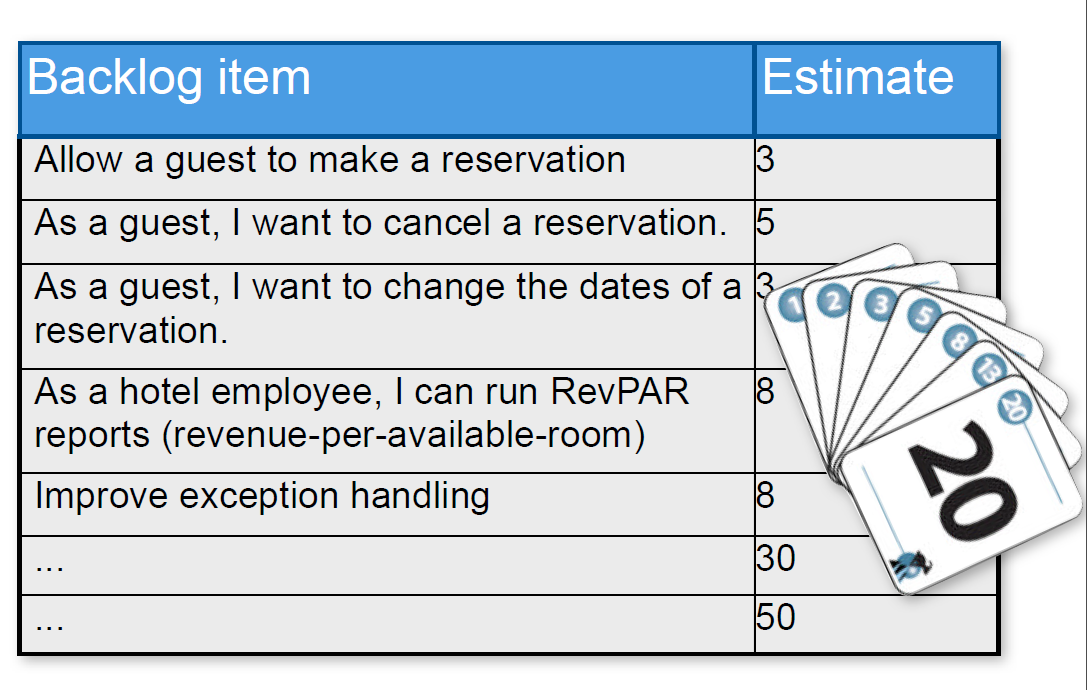 Backlog item Estimate
Allow a guest to make a reservation 3
As a guest, I want to cancel a reservation. 5
As a guest, I want to change the dates of a 3
reservation.
As a hotel employee, I can run RevPAR 8
reports (revenue-per-available-room)
Improve exception handling 8
... 30
... 50
1
2
3
5
8
13
20
20